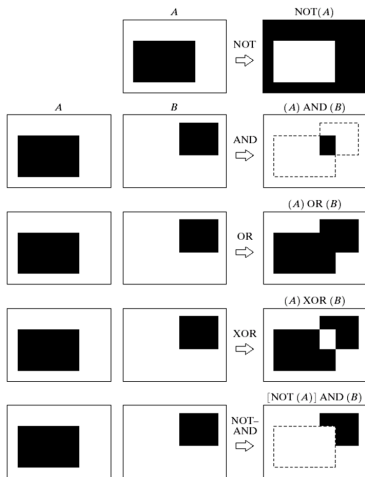 A
NOT
NOT(A)
A
B
AND
(A) AND (B)
OR
(A) OR (B)
XOR
(A) XOR (B)
NOT–
AND
[NOT (A)] AND (B)